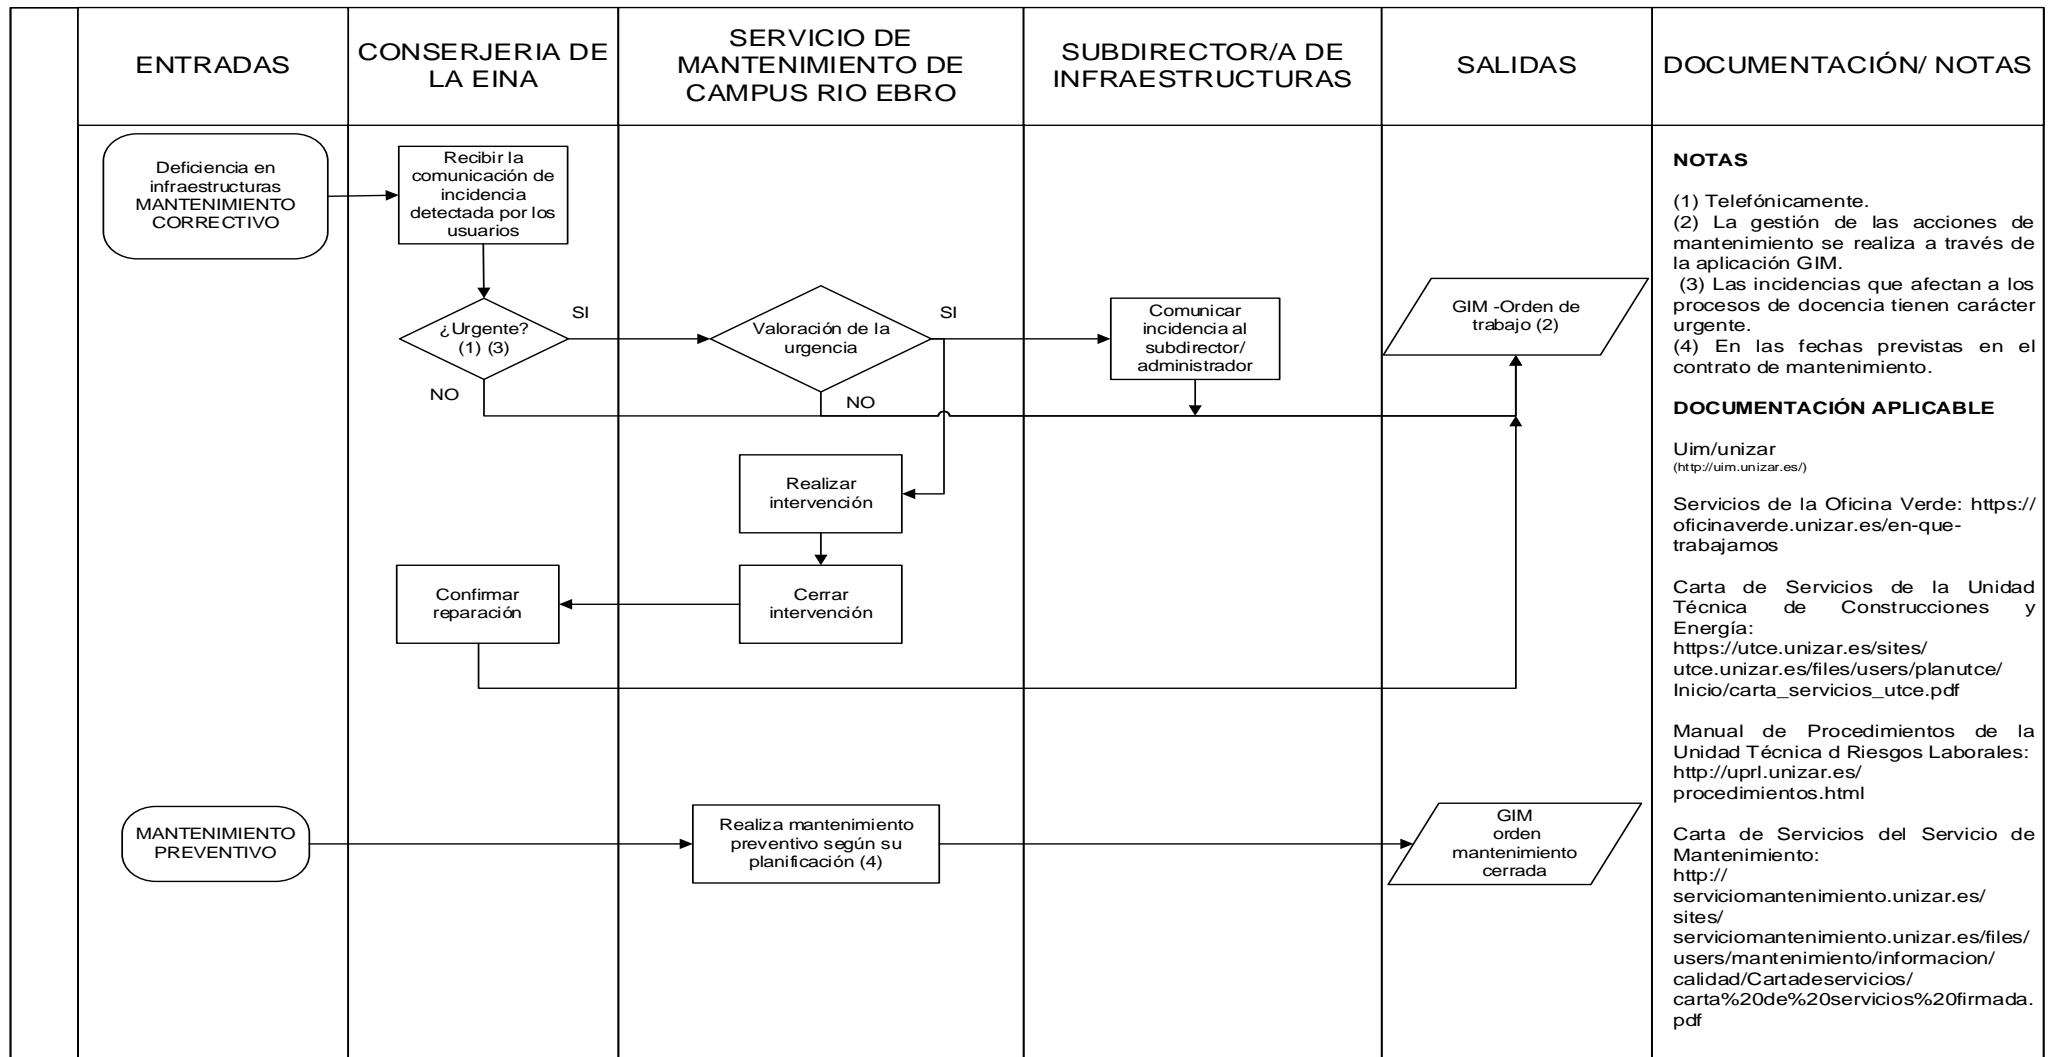 ENTRADAS
CONSERJERIA DE
LA EINA
SERVICIO DE
MANTENIMIENTO DE
CAMPUS RIO EBRO
SUBDIRECTOR/A DE
INFRAESTRUCTURAS
SALIDAS
DOCUMENTACIÓN/ NOTAS
Deficiencia en
infraestructuras
MANTENIMIENTO
CORRECTIVO
Recibir la
comunicación de
incidencia
detectada por los
usuarios
¿Urgente?
(1) (3)
SI
NO
Valoración de la
urgencia
SI
NO
Comunicar
incidencia al
subdirector/
administrador
GIM -Orden de
trabajo (2)
Realizar
intervención
Cerrar
intervención
Confirmar
reparación
MANTENIMIENTO
PREVENTIVO
Realiza mantenimiento
preventivo según su
planificación (4)
GIM
orden
mantenimiento
cerrada
NOTAS
(1) Telefónicamente.
(2) La gestión de las acciones de
mantenimiento se realiza a través de
la aplicación GIM.
(3) Las incidencias que afectan a los
procesos de docencia tienen carácter
urgente.
(4) En las fechas previstas en el
contrato de mantenimiento.
DOCUMENTACIÓN APLICABLE
Uim/unizar
(http://uim.unizar.es/)
Servicios de la Oficina Verde: https://
oficinaverde.unizar.es/en-que-
trabajamos
Carta de Servicios de la Unidad
Técnica de Construcciones y
Energía:
https://utce.unizar.es/sites/
utce.unizar.es/files/users/planutce/
Inicio/carta_servicios_utce.pdf
Manual de Procedimientos de la
Unidad Técnica d Riesgos Laborales:
http://uprl.unizar.es/
procedimientos.html
Carta de Servicios del Servicio de
Mantenimiento:
http://
serviciomantenimiento.unizar.es/
sites/
serviciomantenimiento.unizar.es/files/
users/mantenimiento/informacion/
calidad/Cartadeservicios/
carta%20de%20servicios%20firmada.
pdf